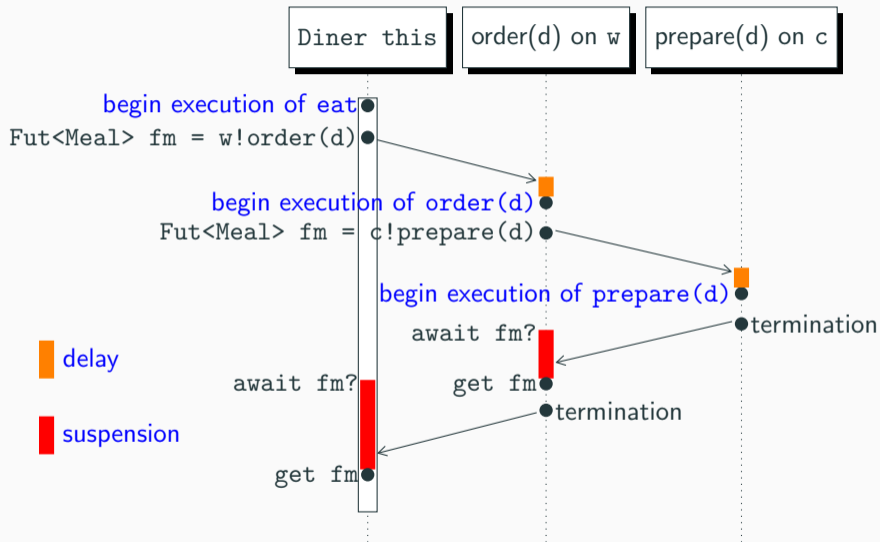 Diner this
order(d) on w
prepare(d) on c
begin execution of eat
Fut<Meal> fm = w!order(d)
begin execution of order(d)
Fut<Meal> fm = c!prepare(d)
begin execution of prepare(d)
termination
await fm?
delay
await fm?
get fm
termination
suspension
get fm